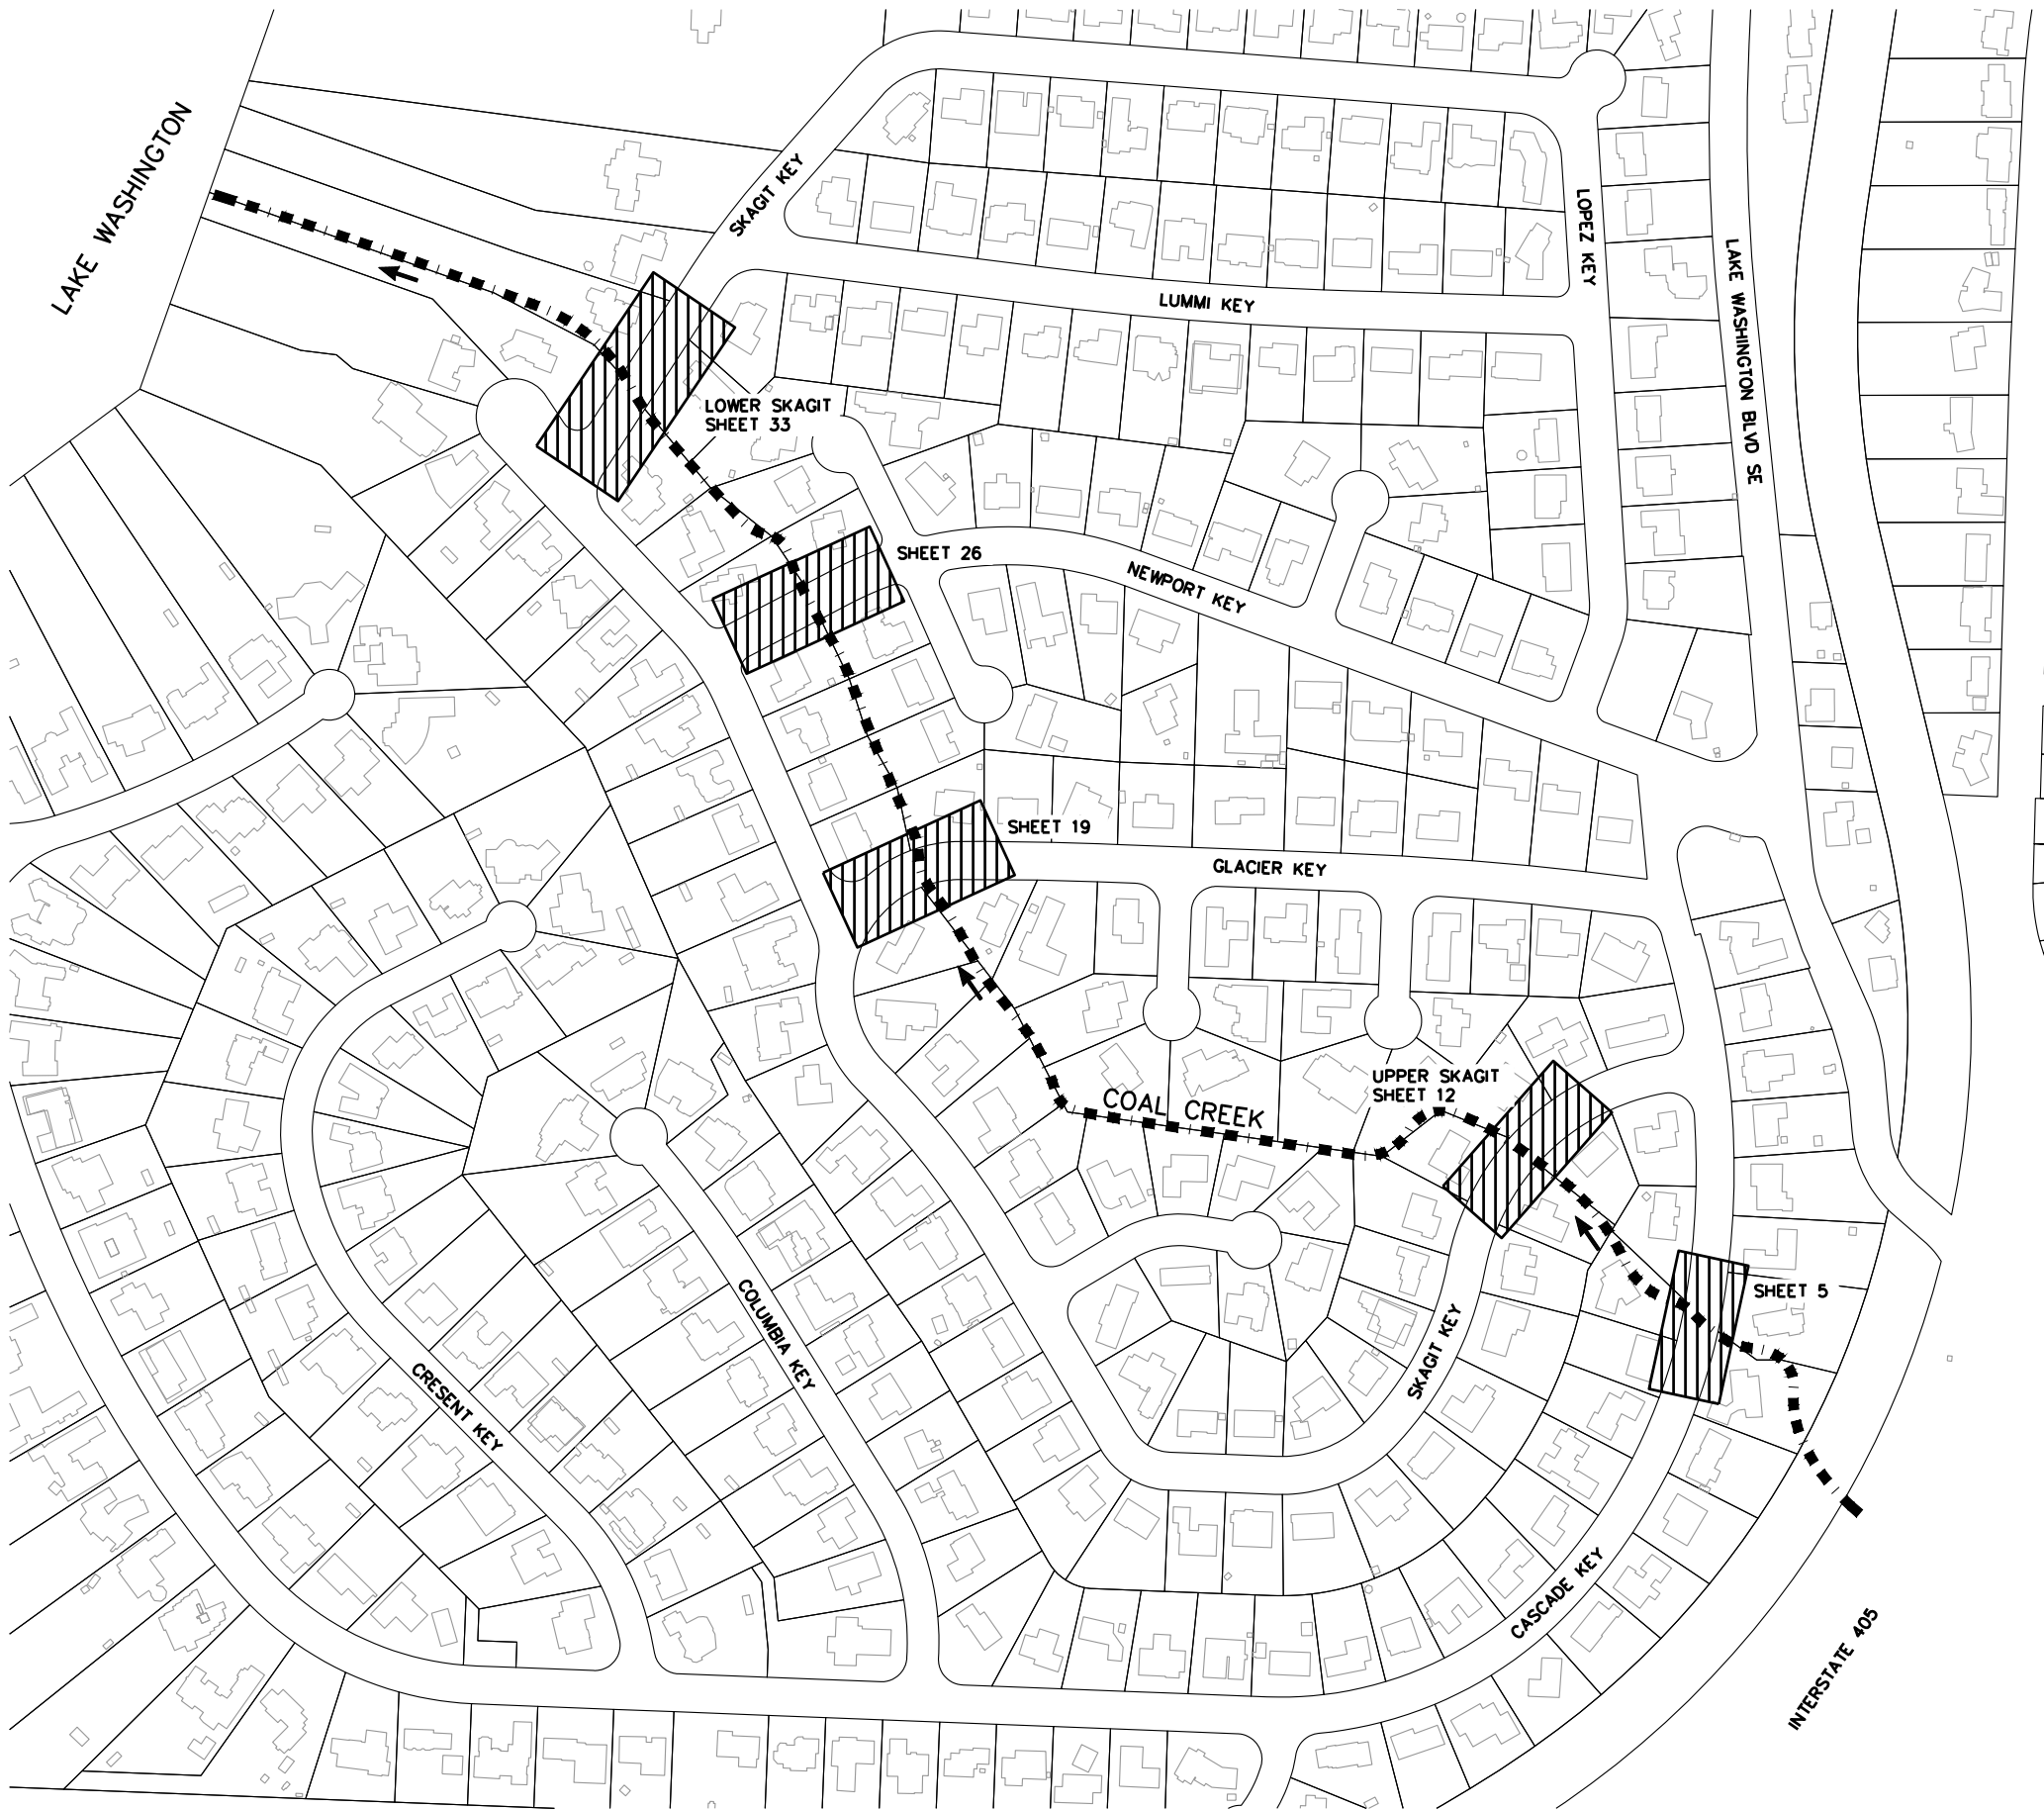 LAKE WASHINGTON
SKAGIT KEY
LOPEZ KEY
LAKE WASHINGTON BLVD SE
LUMMI KEY
LOWER SKAGIT
SHEET 33
SHEET 26
NEWPORT KEY
SHEET 19
GLACIER KEY
UPPER SKAGIT
SHEET 12
COAL CREEK
SHEET 5
COLUMBIA KEY
SKAGIT KEY
CRESENT KEY
CASCADE KEY
INTERSTATE 405